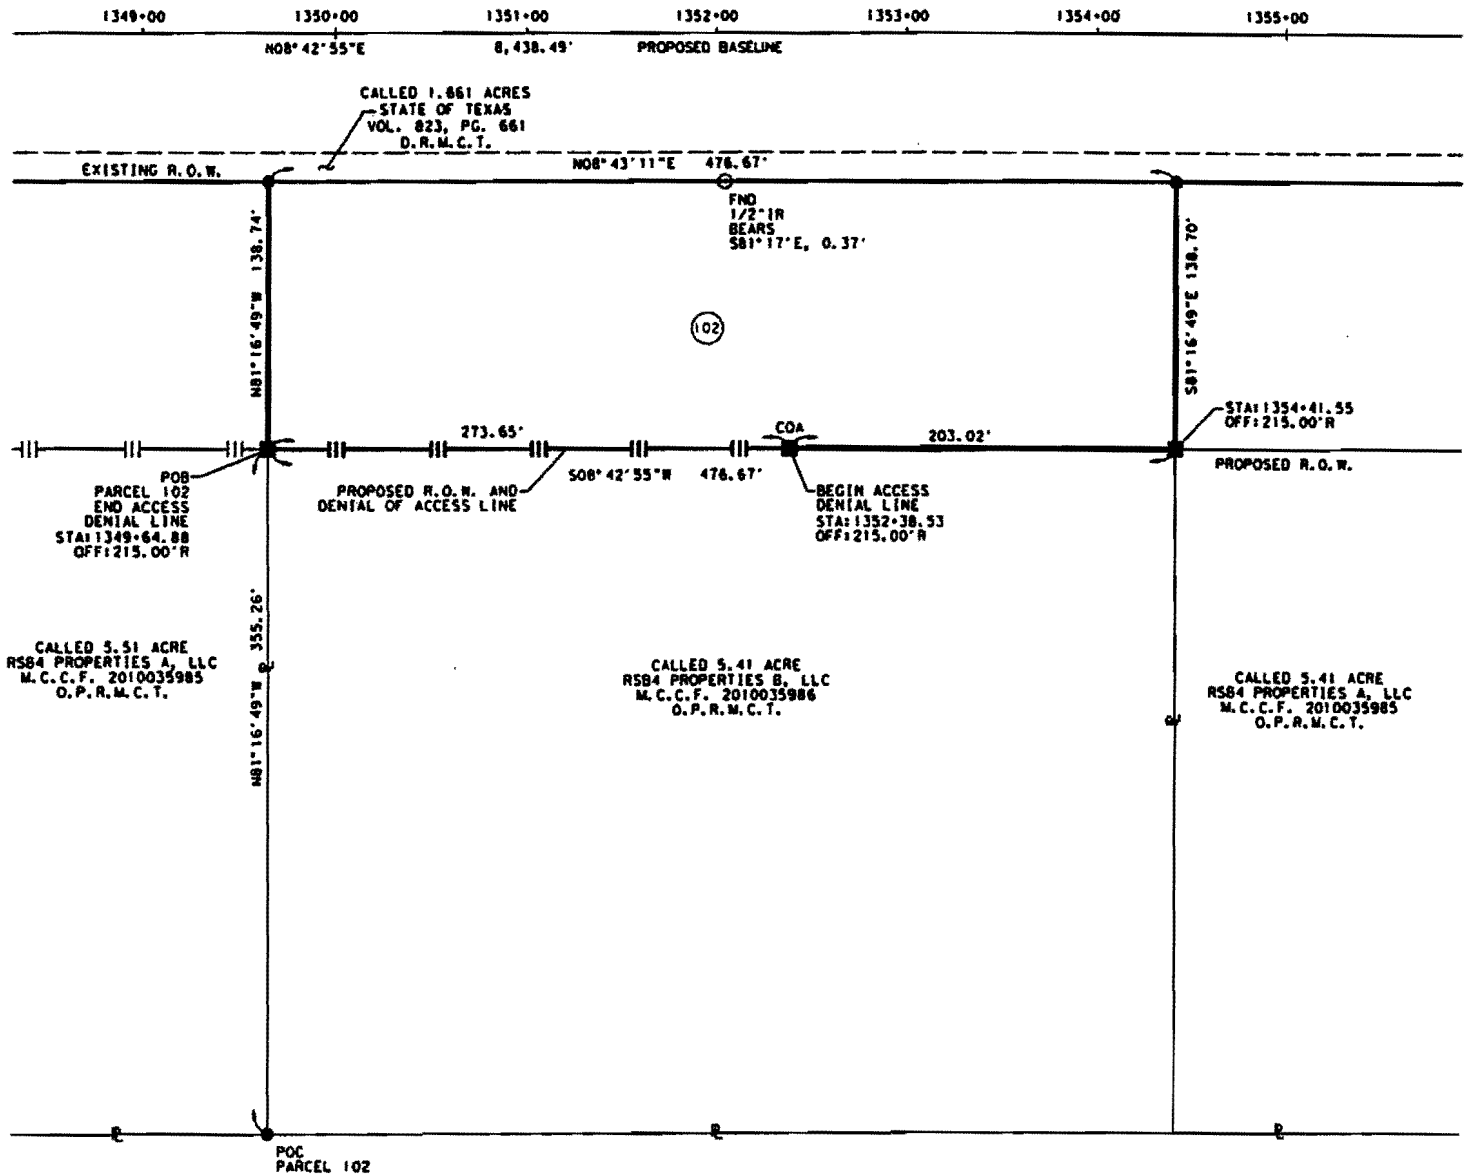 1349+00 1350+00 1351+00 1352+00 1353+00 1354+00 1355+00
N08°42'55"E 8,438.49' PROPOSED BASELINE
CALLED 1.661 ACRES
STATE OF TEXAS
VOL. 823, PG. 661
D.R.M.C.T.
EXISTING R.O.W.
N08°43'11"E 476.67'
FND
1/2"IR
BEARS
S81°17'E, 0.37'
N81°16'49"W 138.74'
102
S81°16'49"E 138.70'
STA:1354+41.55
OFF:215.00'R
273.65'
COA
203.02'
S08°42'55"W 476.67'
PROPOSED R.O.W.
POB
PARCEL 102
END ACCESS
DENIAL LINE
STA:1349+64.88
OFF:215.00'R
PROPOSED R.O.W. AND
DENIAL OF ACCESS LINE
BEGIN ACCESS
DENIAL LINE
STA:1352+38.53
OFF:215.00'R
N81°16'49"W 355.26'
CALLED 5.51 ACRE
RSB4 PROPERTIES A, LLC
M.C.C.F. 2010035985
O.P.R.M.C.T.
CALLED 5.41 ACRE
RSB4 PROPERTIES B, LLC
M.C.C.F. 2010035986
O.P.R.M.C.T.
CALLED 5.41 ACRE
RSB4 PROPERTIES A, LLC
M.C.C.F. 2010035985
O.P.R.M.C.T.
POC
PARCEL 102